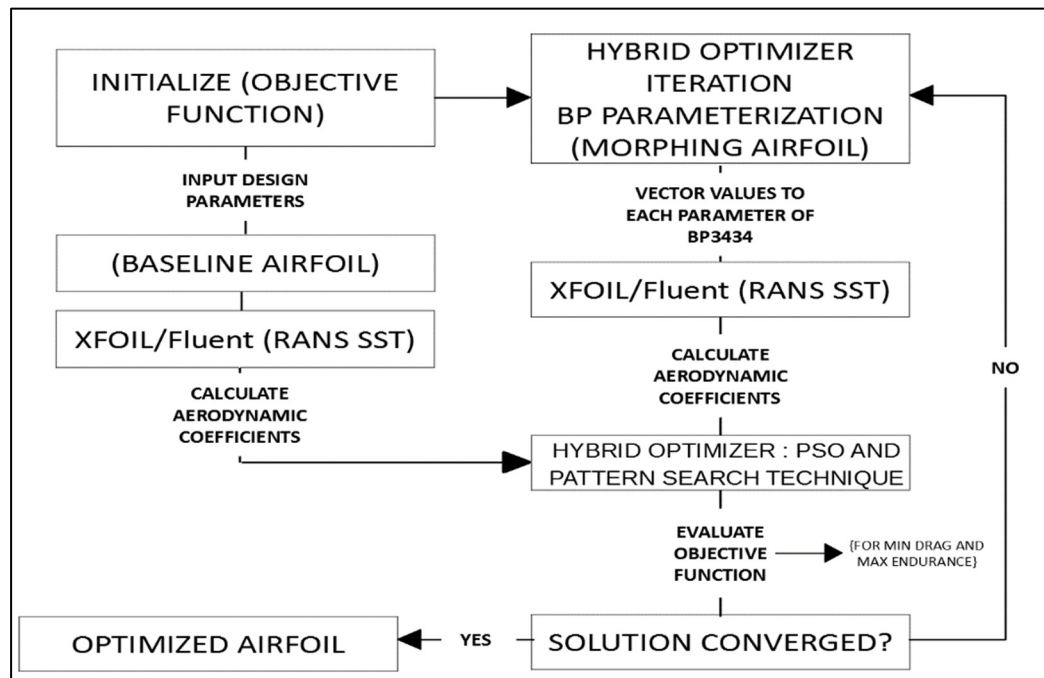 INITIALIZE (OBJECTIVE
FUNCTION)
INPUT DESIGN
PARAMETERS
(BASELINE AIRFOIL)
XFOIL/Fluent (RANS SST)
CALCULATE
AERODYNAMIC
COEFFICIENTS
HYBRID OPTIMIZER
ITERATION
BP PARAMETERIZATION
(MORPHING AIRFOIL)
VECTOR VALUES TO
EACH PARAMETER OF
BP3434
XFOIL/Fluent (RANS SST)
CALCULATE
AERODYNAMIC
COEFFICIENTS
HYBRID OPTIMIZER : PSO AND
PATTERN SEARCH TECHNIQUE
EVALUATE
OBJECTIVE
FUNCTION
{FOR MIN DRAG AND
MAX ENDURANCE}
SOLUTION CONVERGED?
NO
YES
OPTIMIZED AIRFOIL